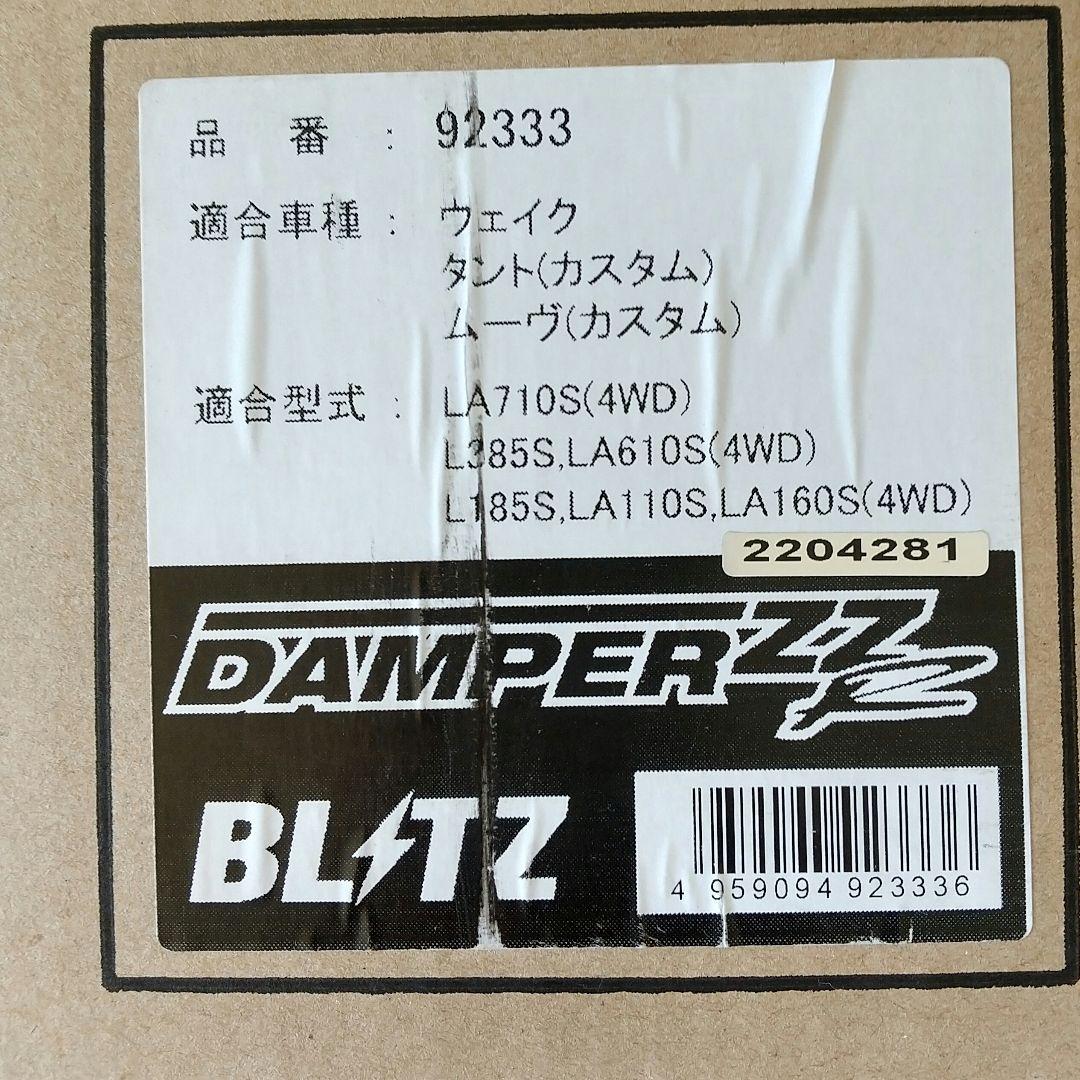 品 番 : 92333
適合車種 : ウェイク
タント(カスタム)
ムーヴ(カスタム)
適合型式 : LA710S(4WD)
L385S,LA610S(4WD)
L185S,LA110S,LA160S(4WD)
2204281
DAMPER ZZ-R
BLITZ
4 959094 923336